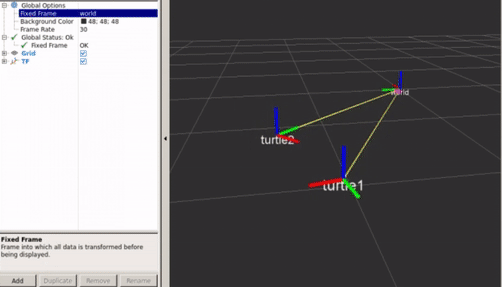 Global Options
Fixed Frame world
Background Color 48; 48; 48
Frame Rate 30
Global Status: Ok
Fixed Frame OK
Grid
TF
world
turtle2
turtle1
Fixed Frame
Frame into which all data is transformed before
being displayed.
Add Duplicate Remove Rename